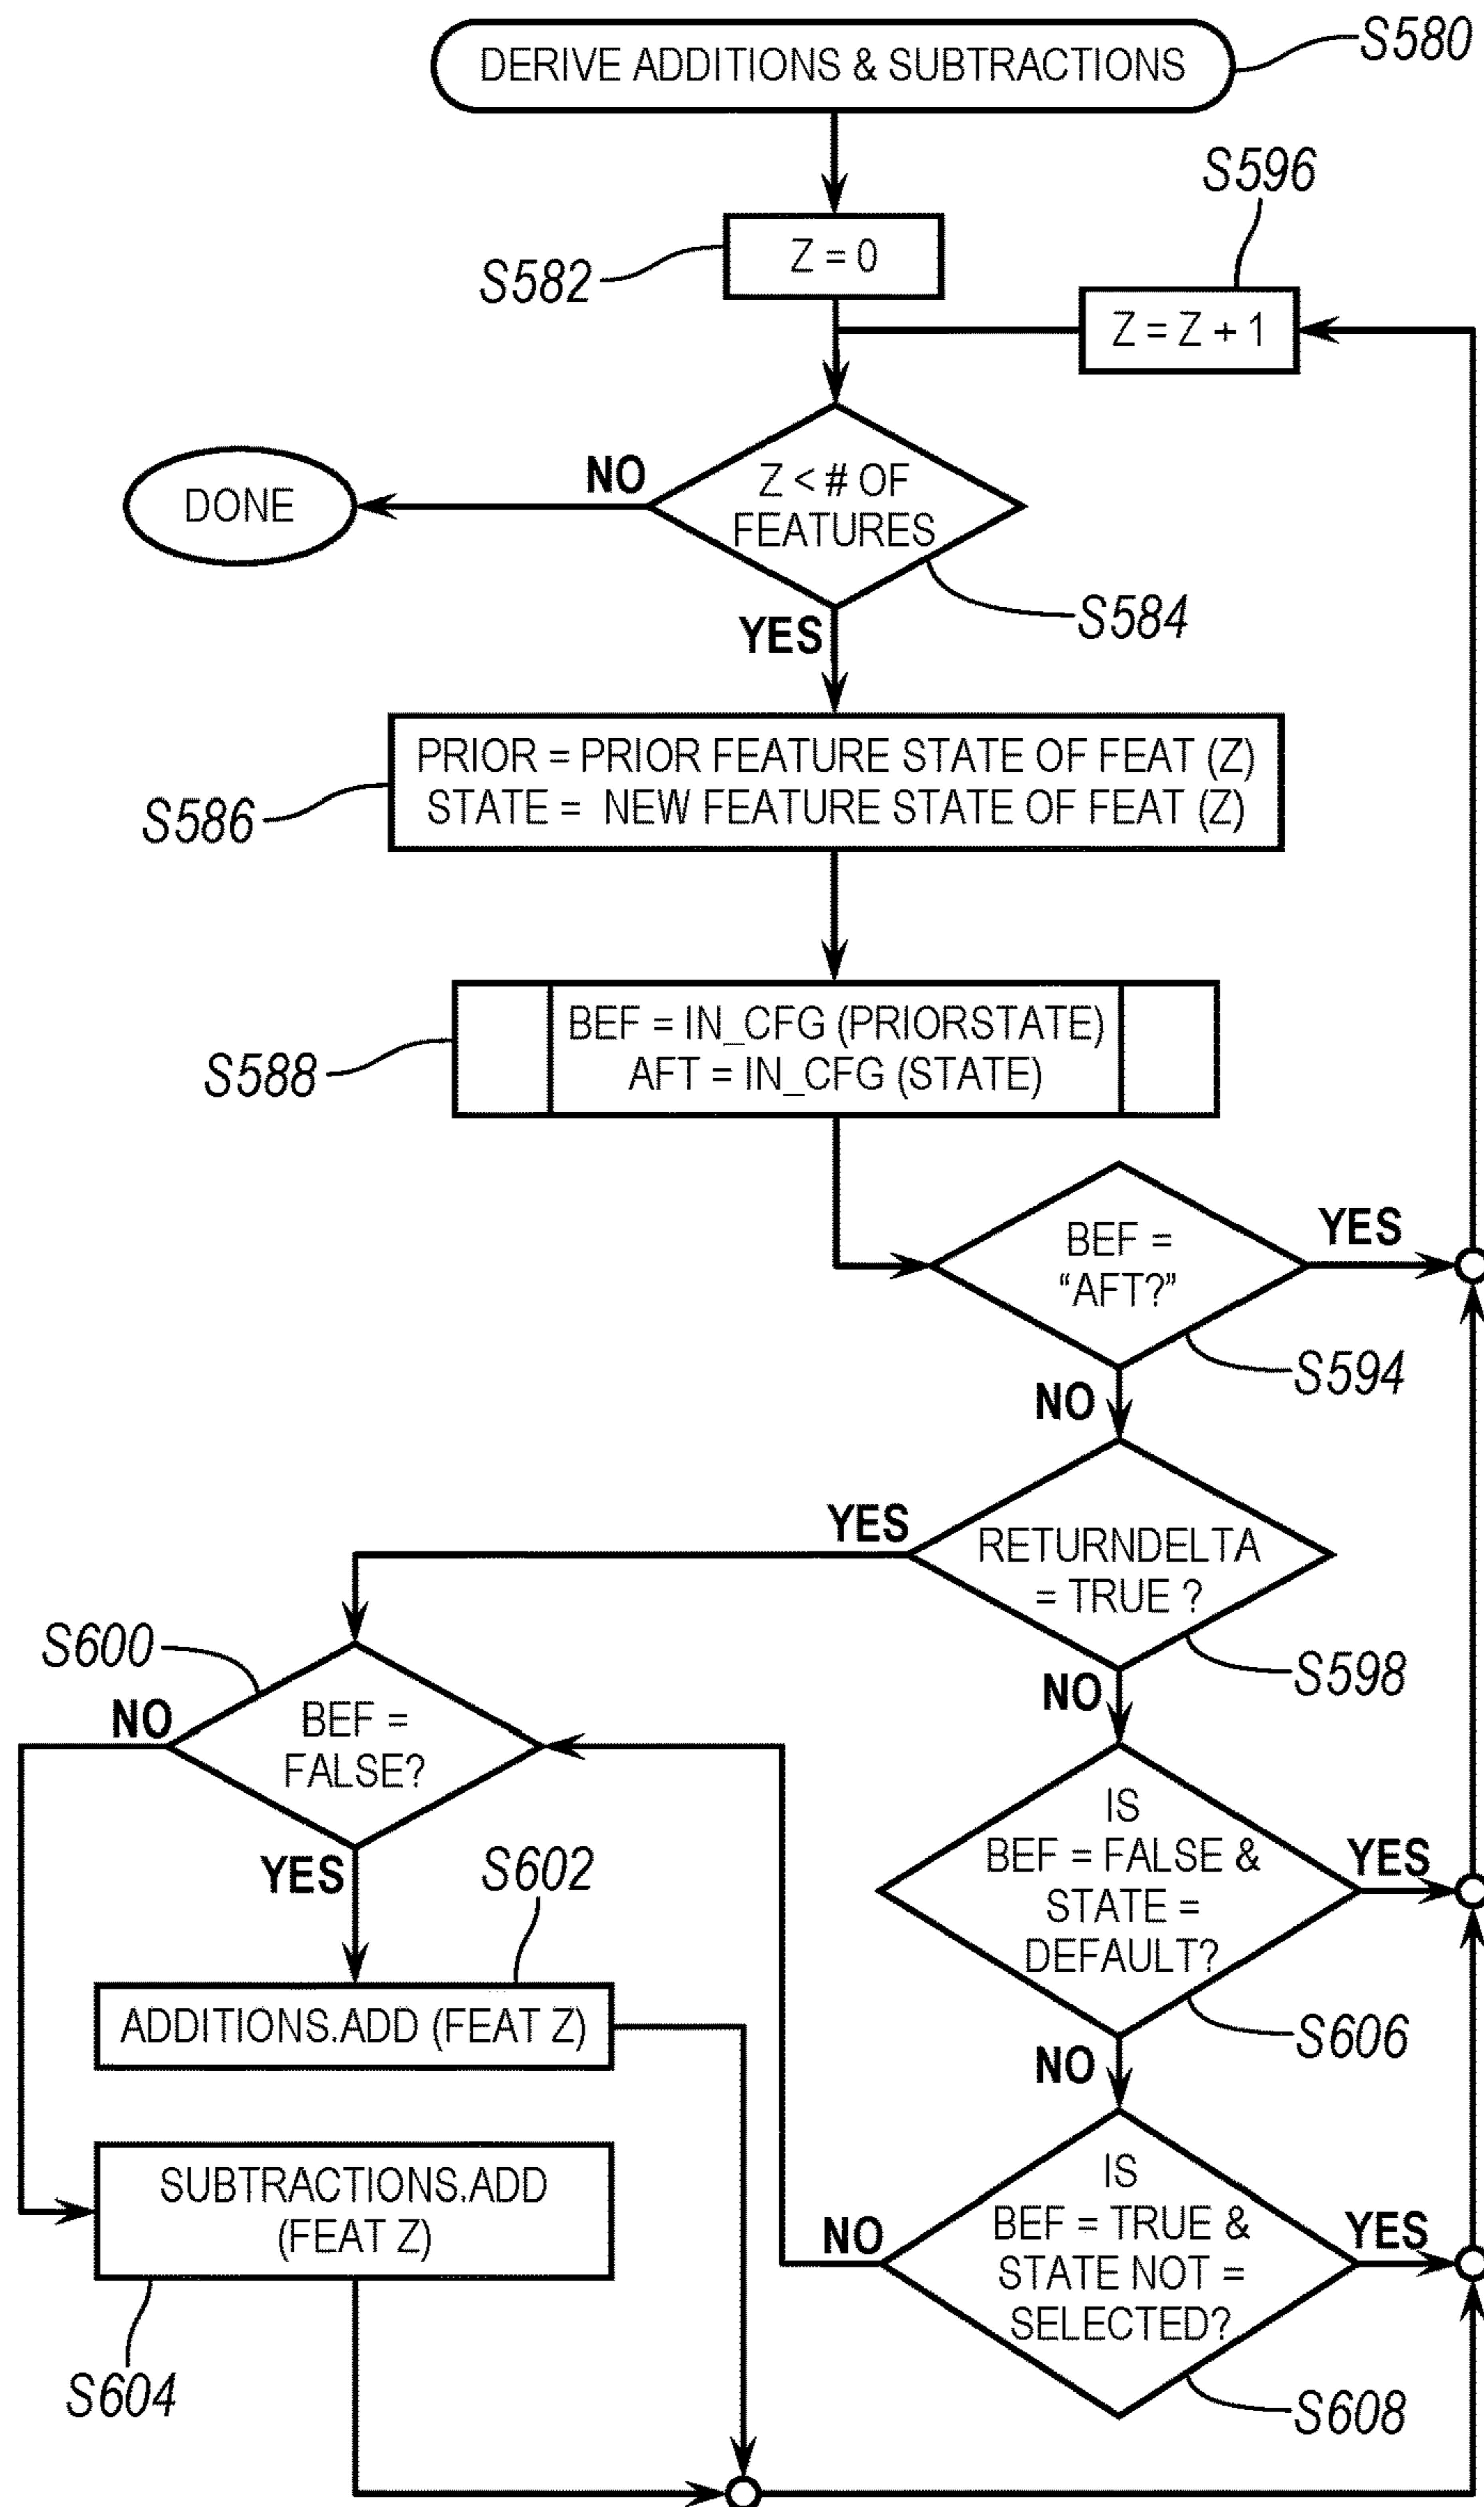 DERIVE ADDITIONS & SUBTRACTIONS
S580
S596
Z = 0
S582
Z = Z + 1
NO
Z < # OF
FEATURES
DONE
S584
YES
PRIOR = PRIOR FEATURE STATE OF FEAT (Z)
STATE = NEW FEATURE STATE OF FEAT (Z)
S586
BEF = IN_CFG (PRIORSTATE)
AFT = IN_CFG (STATE)
S588
BEF =
“AFT?”
YES
S594
NO
YES
RETURNDELTA
= TRUE ?
S598
NO
S600
NO
BEF =
FALSE?
YES
IS
BEF = FALSE &
STATE =
DEFAULT?
YES
S606
NO
S602
ADDITIONS.ADD (FEAT Z)
SUBTRACTIONS.ADD
(FEAT Z)
S604
NO
IS
BEF = TRUE &
STATE NOT =
SELECTED?
YES
S608